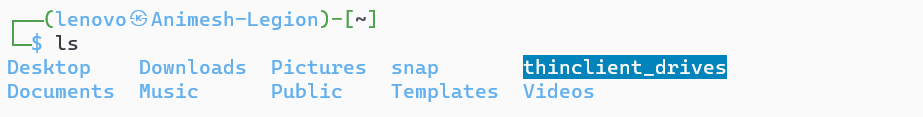 ┌──(lenovo㉿Animesh-Legion)-[~]
└─$ ls
Desktop    Downloads  Pictures  snap       thinclient_drives
Documents  Music      Public    Templates  Videos